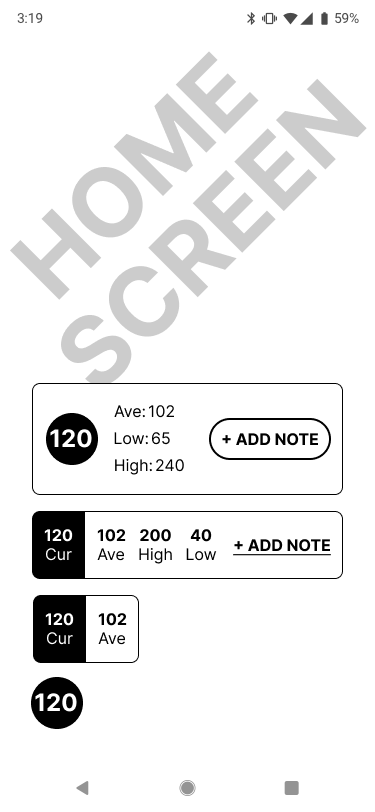 3:19 59%
HOME
SCREEN
120
Ave: 102
Low: 65
High: 240
+ ADD NOTE
120 102 200 40
Cur Ave High Low
+ ADD NOTE
120 102
Cur Ave
120